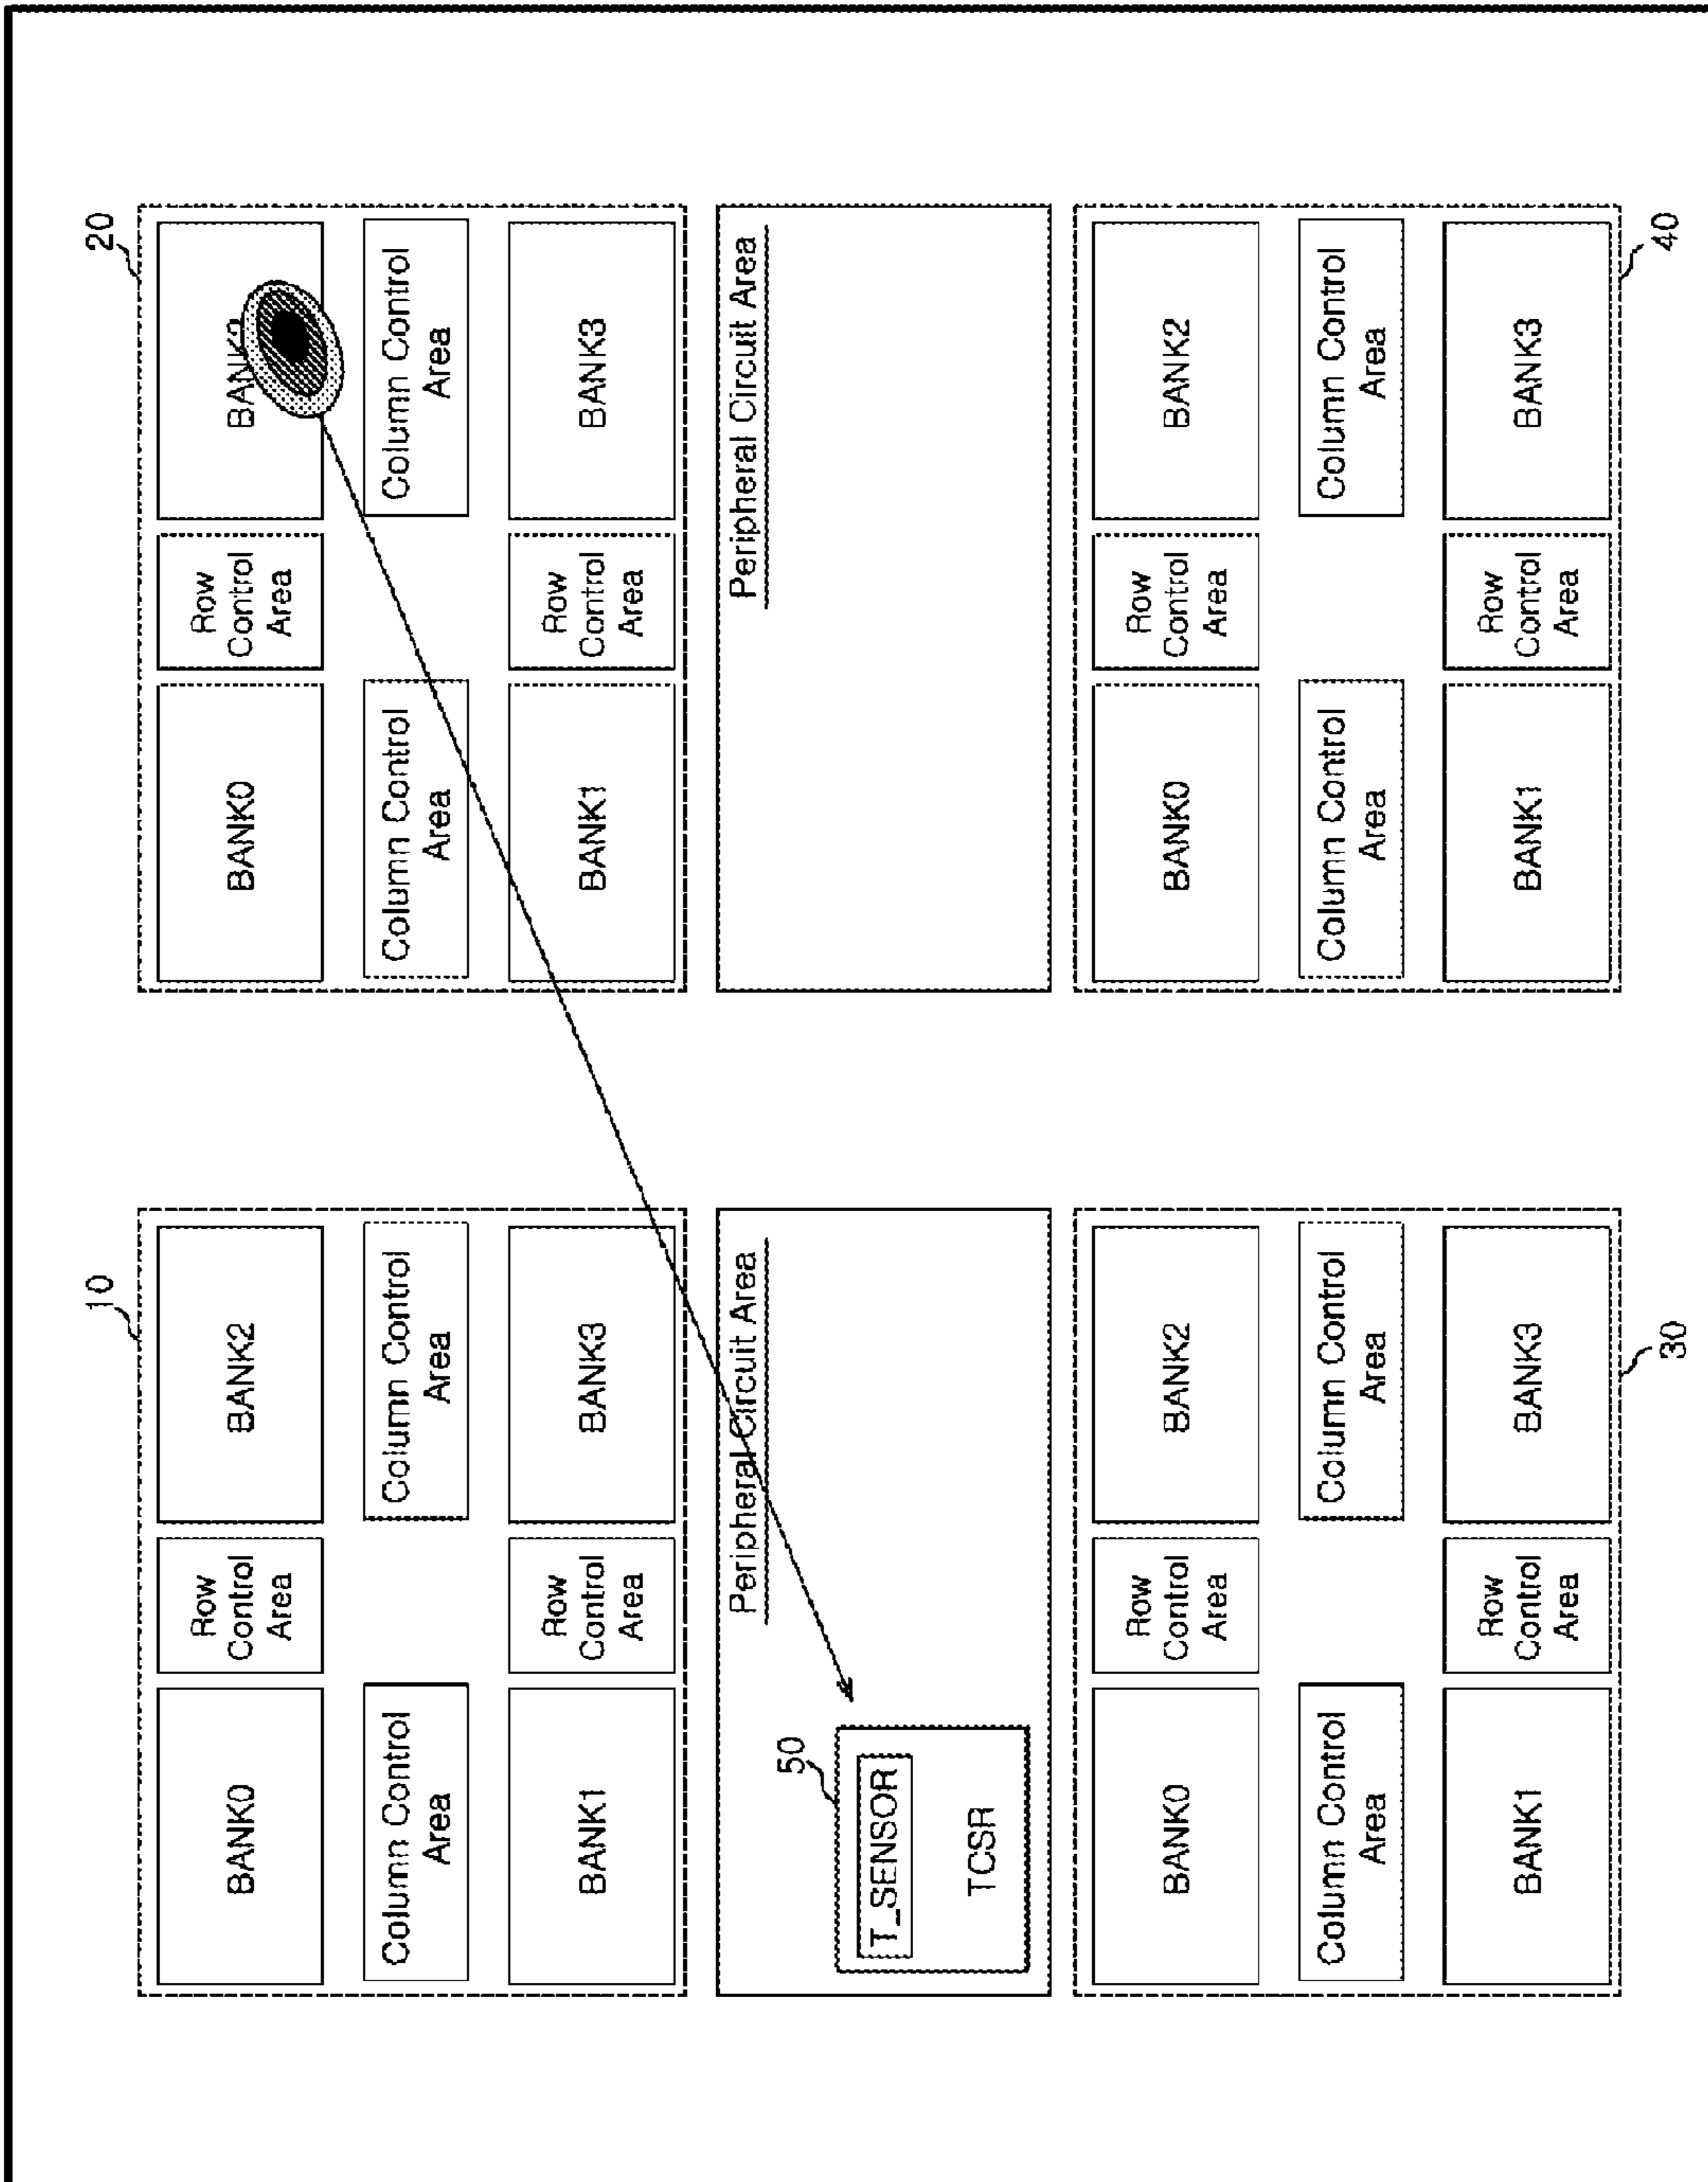 10
BANK0
Row
Control
Area
BANK2
Column Control
Area
Column Control
Area
BANK1
Row
Control
Area
BANK3
20
BANK0
Row
Control
Area
BANK2
Column Control
Area
Column Control
Area
BANK1
Row
Control
Area
BANK3
Peripheral Circuit Area
50
T_SENSOR
TCSR
Peripheral Circuit Area
BANK0
Row
Control
Area
BANK2
Column Control
Area
Column Control
Area
BANK1
Row
Control
Area
BANK3
30
BANK0
Row
Control
Area
BANK2
Column Control
Area
Column Control
Area
BANK1
Row
Control
Area
BANK3
40